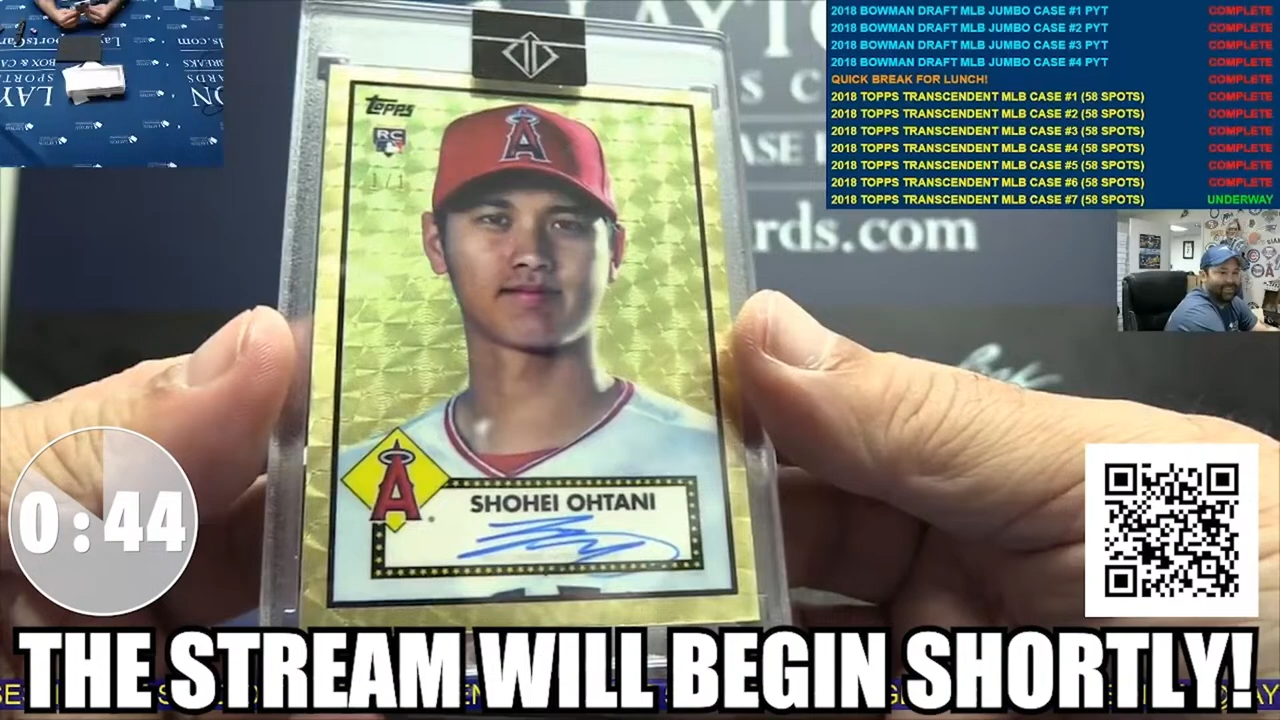 2018 BOWMAN DRAFT MLB JUMBO CASE #1 PYT COMPLETE
2018 BOWMAN DRAFT MLB JUMBO CASE #2 PYT COMPLETE
2018 BOWMAN DRAFT MLB JUMBO CASE #3 PYT COMPLETE
2018 BOWMAN DRAFT MLB JUMBO CASE #4 PYT COMPLETE
QUICK BREAK FOR LUNCH! COMPLETE
2018 TOPPS TRANSCENDENT MLB CASE #1 (58 SPOTS) COMPLETE
2018 TOPPS TRANSCENDENT MLB CASE #2 (58 SPOTS) COMPLETE
2018 TOPPS TRANSCENDENT MLB CASE #3 (58 SPOTS) COMPLETE
2018 TOPPS TRANSCENDENT MLB CASE #4 (58 SPOTS) COMPLETE
2018 TOPPS TRANSCENDENT MLB CASE #5 (58 SPOTS) COMPLETE
2018 TOPPS TRANSCENDENT MLB CASE #6 (58 SPOTS) COMPLETE
2018 TOPPS TRANSCENDENT MLB CASE #7 (58 SPOTS) UNDERWAY
Topps
RC
1/1
A
A
SHOHEI OHTANI
rds.com
0:44
THE STREAM WILL BEGIN SHORTLY!